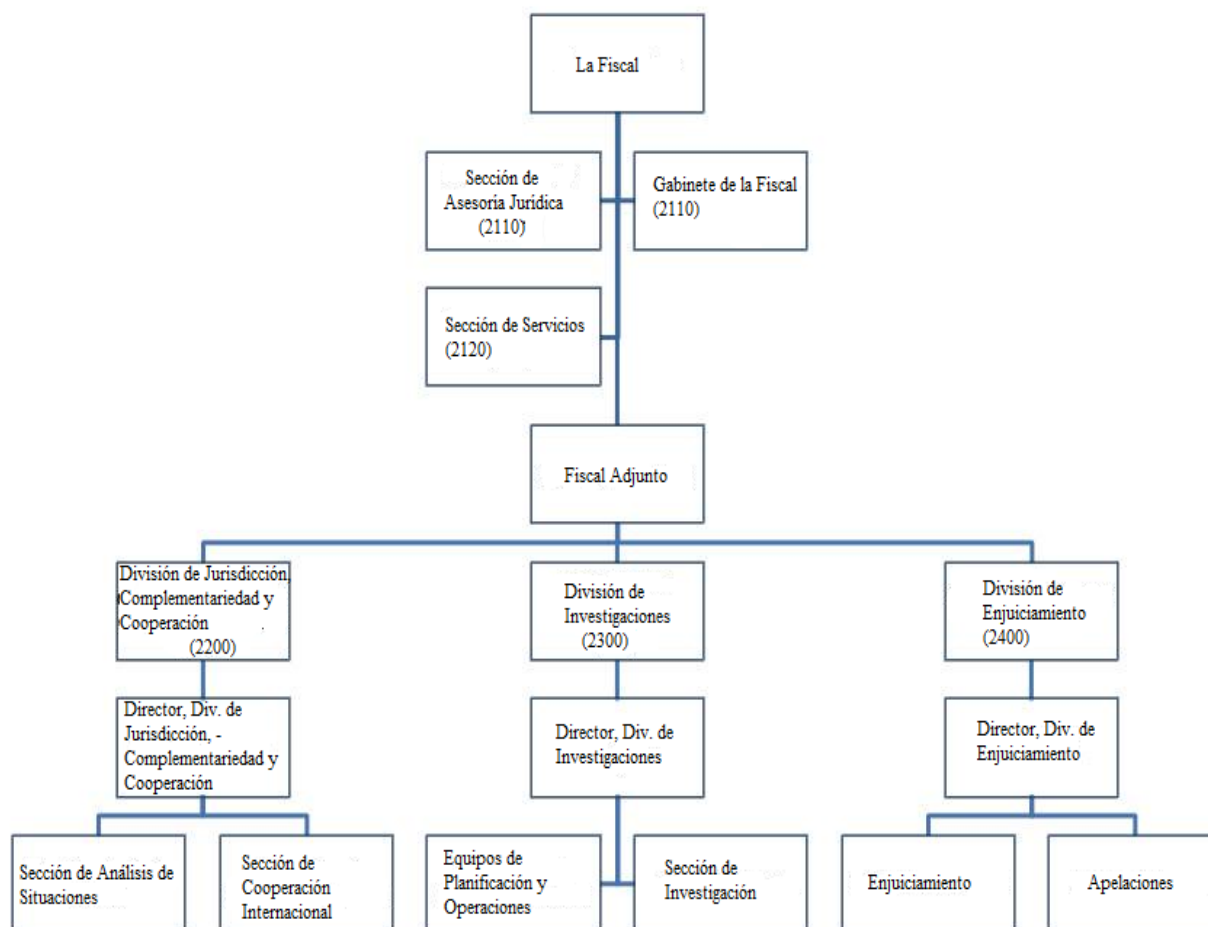 La Fiscal
Sección de
Asesoría Jurídica
(2110)
Gabinete de la Fiscal
(2110)
Sección de Servicios
(2120)
Fiscal Adjunto
División de Jurisdicción,
Complementariedad y
Cooperación
(2200)
División de
Investigaciones
(2300)
División de
Enjuiciamiento
(2400)
Director, Div. de
Jurisdicción, -
Complementariedad y
Cooperación
Director, Div. de
Investigaciones
Director, Div. de
Enjuiciamiento
Sección de Análisis de
Situaciones
Sección de
Cooperación
Internacional
Equipos de
Planificación y
Operaciones
Sección de
Investigación
Enjuiciamiento
Apelaciones